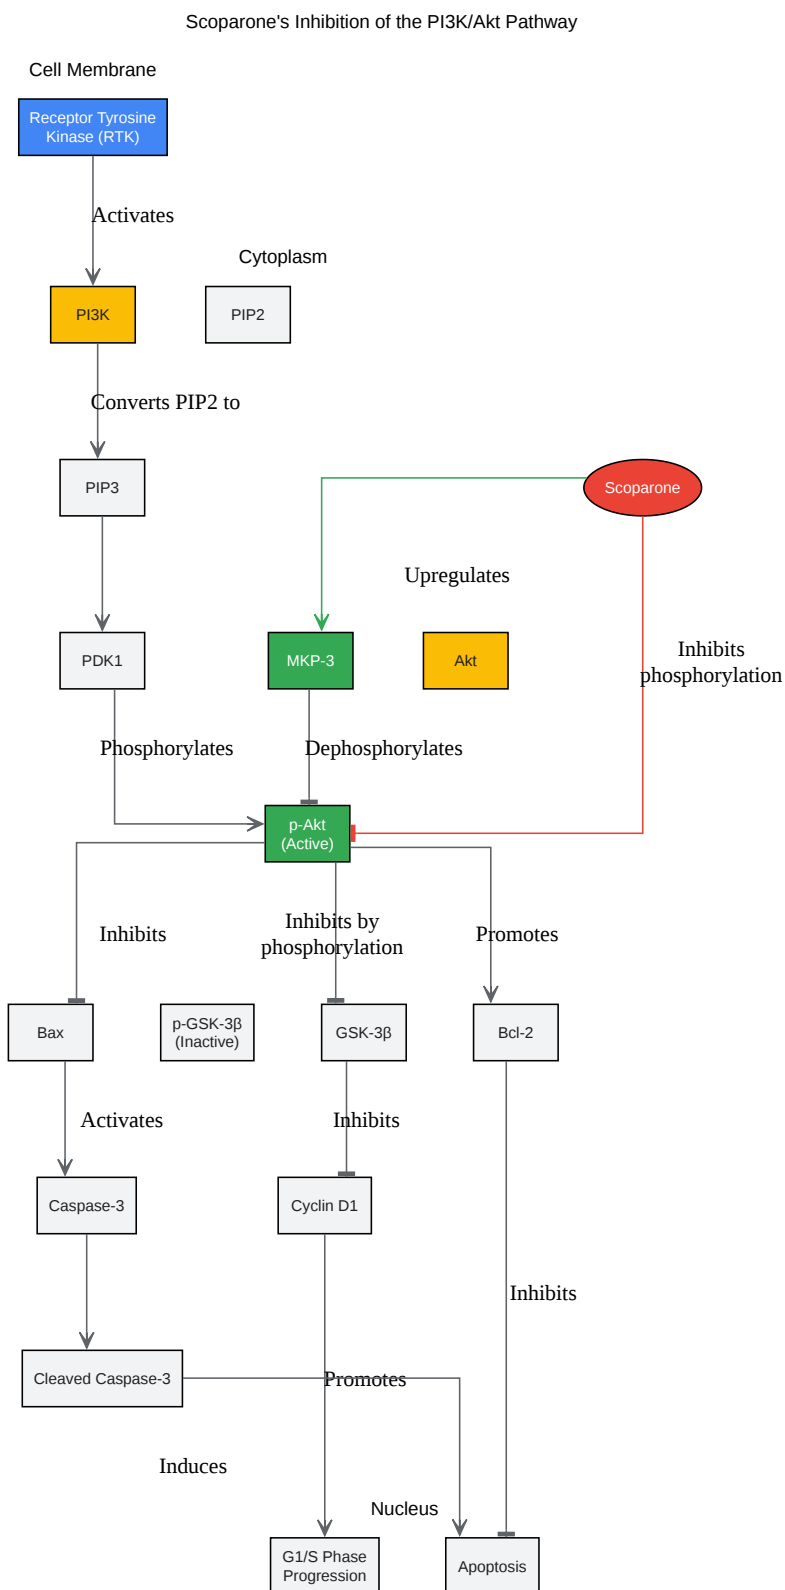 Scoparone's Inhibition of the PI3K/Akt Pathway
Cell Membrane
Receptor Tyrosine
Kinase (RTK)
Activates
Cytoplasm
PI3K
PIP2
Converts PIP2 to
PIP3
Scoparone
Upregulates
Inhibits
phosphorylation
PDK1
MKP-3
Akt
Phosphorylates
Dephosphorylates
p-Akt
(Active)
Inhibits
Inhibits by
phosphorylation
Promotes
Bax
p-GSK-3β
(Inactive)
GSK-3β
Bcl-2
Activates
Inhibits
Caspase-3
Cyclin D1
Inhibits
Cleaved Caspase-3
Promotes
Induces
Nucleus
G1/S Phase
Progression
Apoptosis